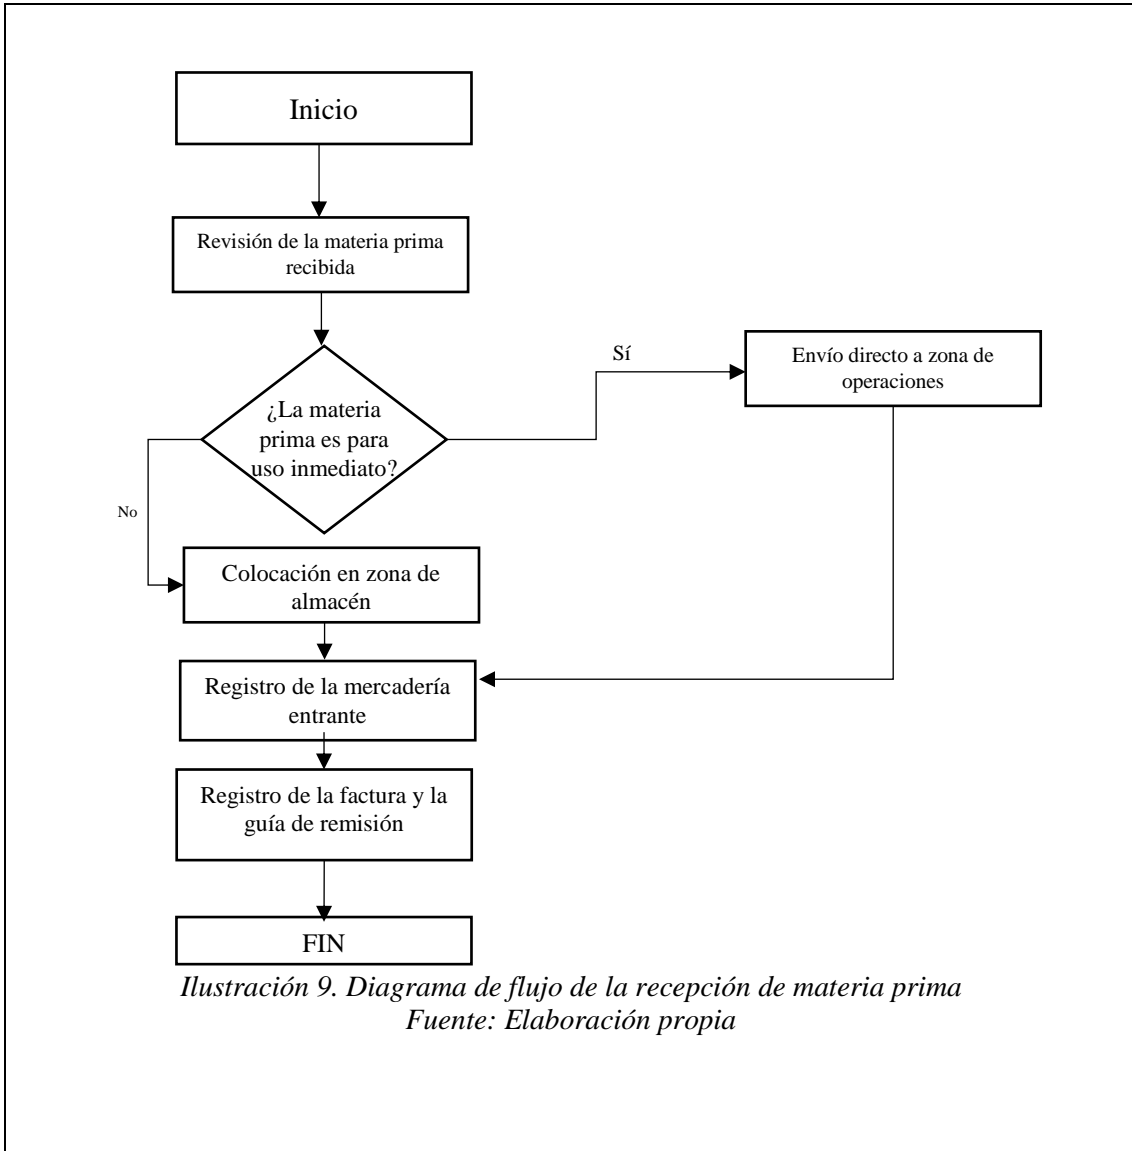 Inicio
Revisión de la materia prima
recibida
Sí
Envío directo a zona de
operaciones
¿La materia
prima es para
uso inmediato?
No
Colocación en zona de
almacén
Registro de la mercadería
entrante
Registro de la factura y la
guía de remisión
FIN
Ilustración 9. Diagrama de flujo de la recepción de materia prima
Fuente: Elaboración propia